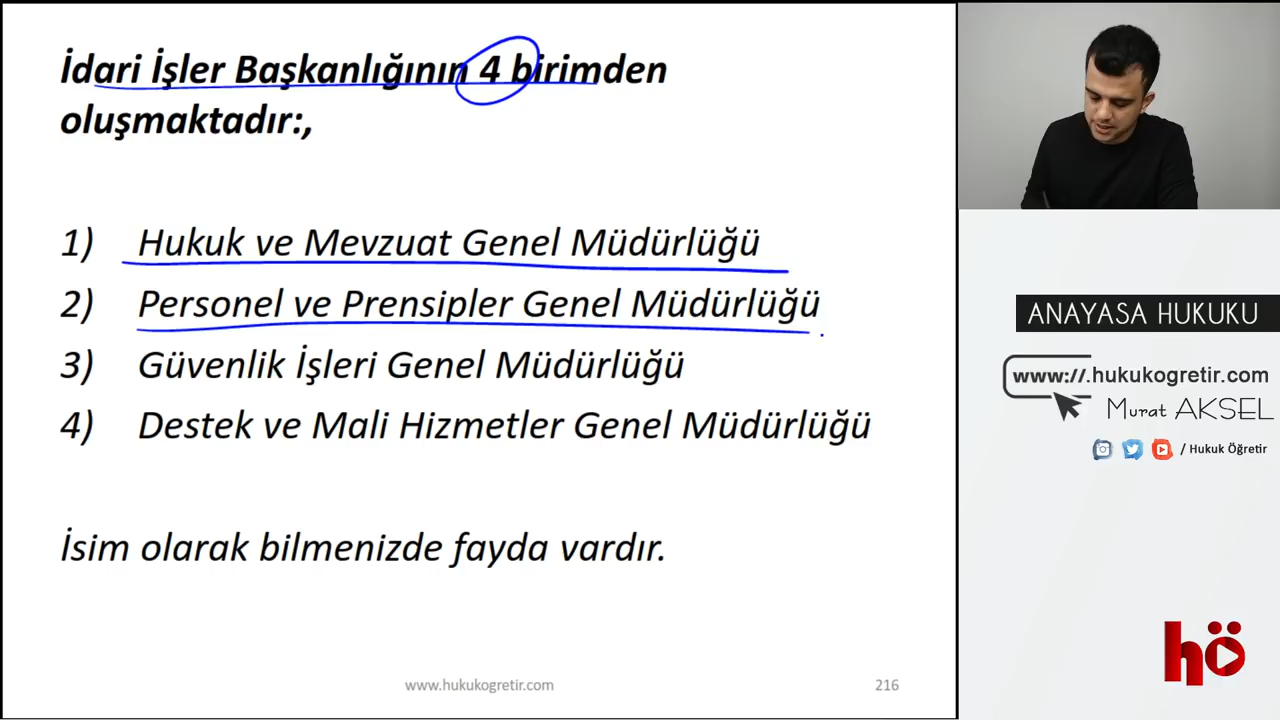 İdari İşler Başkanlığının 4 birimden
oluşmaktadır:,
1) Hukuk ve Mevzuat Genel Müdürlüğü
2) Personel ve Prensipler Genel Müdürlüğü
3) Güvenlik İşleri Genel Müdürlüğü
4) Destek ve Mali Hizmetler Genel Müdürlüğü
İsim olarak bilmenizde fayda vardır.
www.hukukogretir.com
216
ANAYASA HUKUKU
www://.hukukogretir.com
Murat AKSEL
/ Hukuk Öğretir
hö